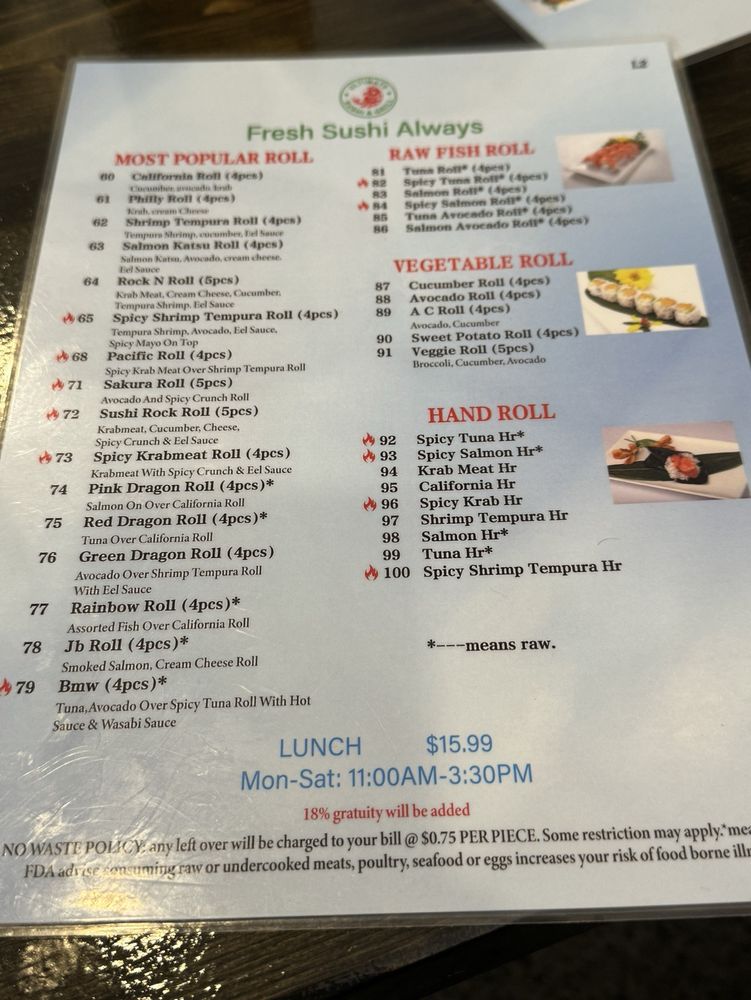 ULTIMATE
SUSHI & GRILL
Fresh Sushi Always
MOST POPULAR ROLL
60 California Roll (4pcs)
Cucumber, avocado, krab
61 Philly Roll (4pcs)
Krab, cream Cheese
62 Shrimp Tempura Roll (4pcs)
Tempura Shrimp, cucumber, Eel Sauce
63 Salmon Katsu Roll (4pcs)
Salmon Katsu, Avocado, cream cheese,
Eel Sauce
64 Rock N Roll (5pcs)
Krab Meat, Cream Cheese, Cucumber,
Tempura Shrimp, Eel Sauce
65 Spicy Shrimp Tempura Roll (4pcs)
Tempura Shrimp, Avocado, Eel Sauce,
Spicy Mayo On Top
68 Pacific Roll (4pcs)
Spicy Krab Meat Over Shrimp Tempura Roll
71 Sakura Roll (5pcs)
Avocado And Spicy Crunch Roll
72 Sushi Rock Roll (5pcs)
Krabmeat, Cucumber, Cheese,
Spicy Crunch & Eel Sauce
73 Spicy Krabmeat Roll (4pcs)
Krabmeat With Spicy Crunch & Eel Sauce
74 Pink Dragon Roll (4pcs)*
Salmon On Over California Roll
75 Red Dragon Roll (4pcs)*
Tuna Over California Roll
76 Green Dragon Roll (4pcs)
Avocado Over Shrimp Tempura Roll
With Eel Sauce
77 Rainbow Roll (4pcs)*
Assorted Fish Over California Roll
78 Jb Roll (4pcs)*
Smoked Salmon, Cream Cheese Roll
79 Bmw (4pcs)*
Tuna, Avocado Over Spicy Tuna Roll With Hot
Sauce & Wasabi Sauce
RAW FISH ROLL
81 Tuna Roll* (4pcs)
82 Spicy Tuna Roll* (4pcs)
83 Salmon Roll* (4pcs)
84 Spicy Salmon Roll* (4pcs)
85 Tuna Avocado Roll* (4pcs)
86 Salmon Avocado Roll* (4pcs)
VEGETABLE ROLL
87 Cucumber Roll (4pcs)
88 Avocado Roll (4pcs)
89 A C Roll (4pcs)
Avocado, Cucumber
90 Sweet Potato Roll (4pcs)
91 Veggie Roll (5pcs)
Broccoli, Cucumber, Avocado
HAND ROLL
92 Spicy Tuna Hr*
93 Spicy Salmon Hr*
94 Krab Meat Hr
95 California Hr
96 Spicy Krab Hr
97 Shrimp Tempura Hr
98 Salmon Hr*
99 Tuna Hr*
100 Spicy Shrimp Tempura Hr
*---means raw.
LUNCH $15.99
Mon-Sat: 11:00AM-3:30PM
18% gratuity will be added
NO WASTE POLICY: any left over will be charged to your bill @ $0.75 PER PIECE. Some restriction may apply.*mea
FDA advise consuming raw or undercooked meats, poultry, seafood or eggs increases your risk of food borne illn